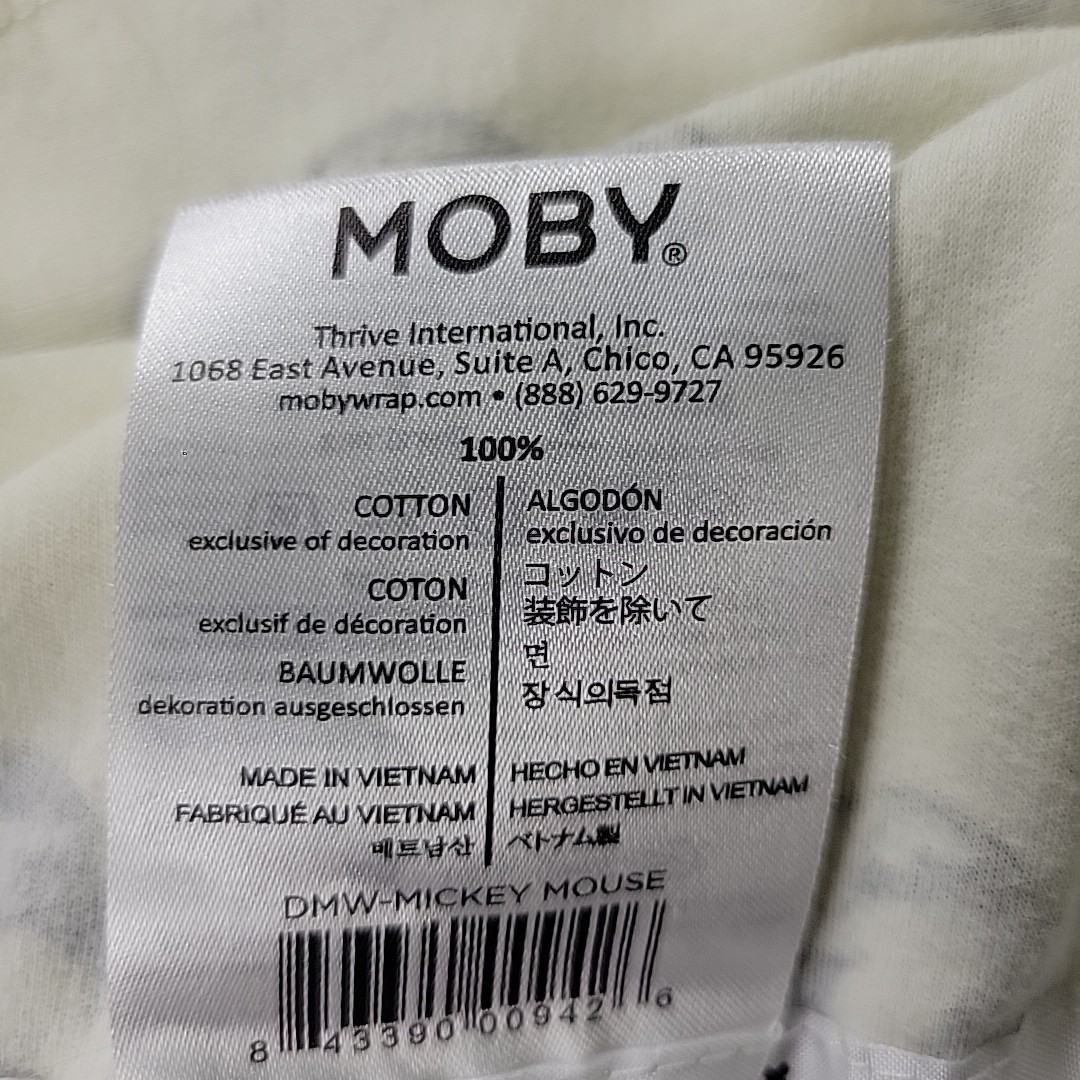 MOBY®
Thrive International, Inc.
1068 East Avenue, Suite A, Chico, CA 95926
mobywrap.com • (888) 629-9727
100%
COTTON
exclusive of decoration
COTON
exclusif de décoration
BAUMWOLLE
dekoration ausgeschlossen
ALGODÓN
exclusivo de decoración
コットン
装飾を除いて
면
장식의독점
MADE IN VIETNAM
FABRIQUÉ AU VIETNAM
베트남산
HECHO EN VIETNAM
HERGESTELLT IN VIETNAM
ベトナム製
DMW-MICKEY MOUSE
8 43390 00942 6